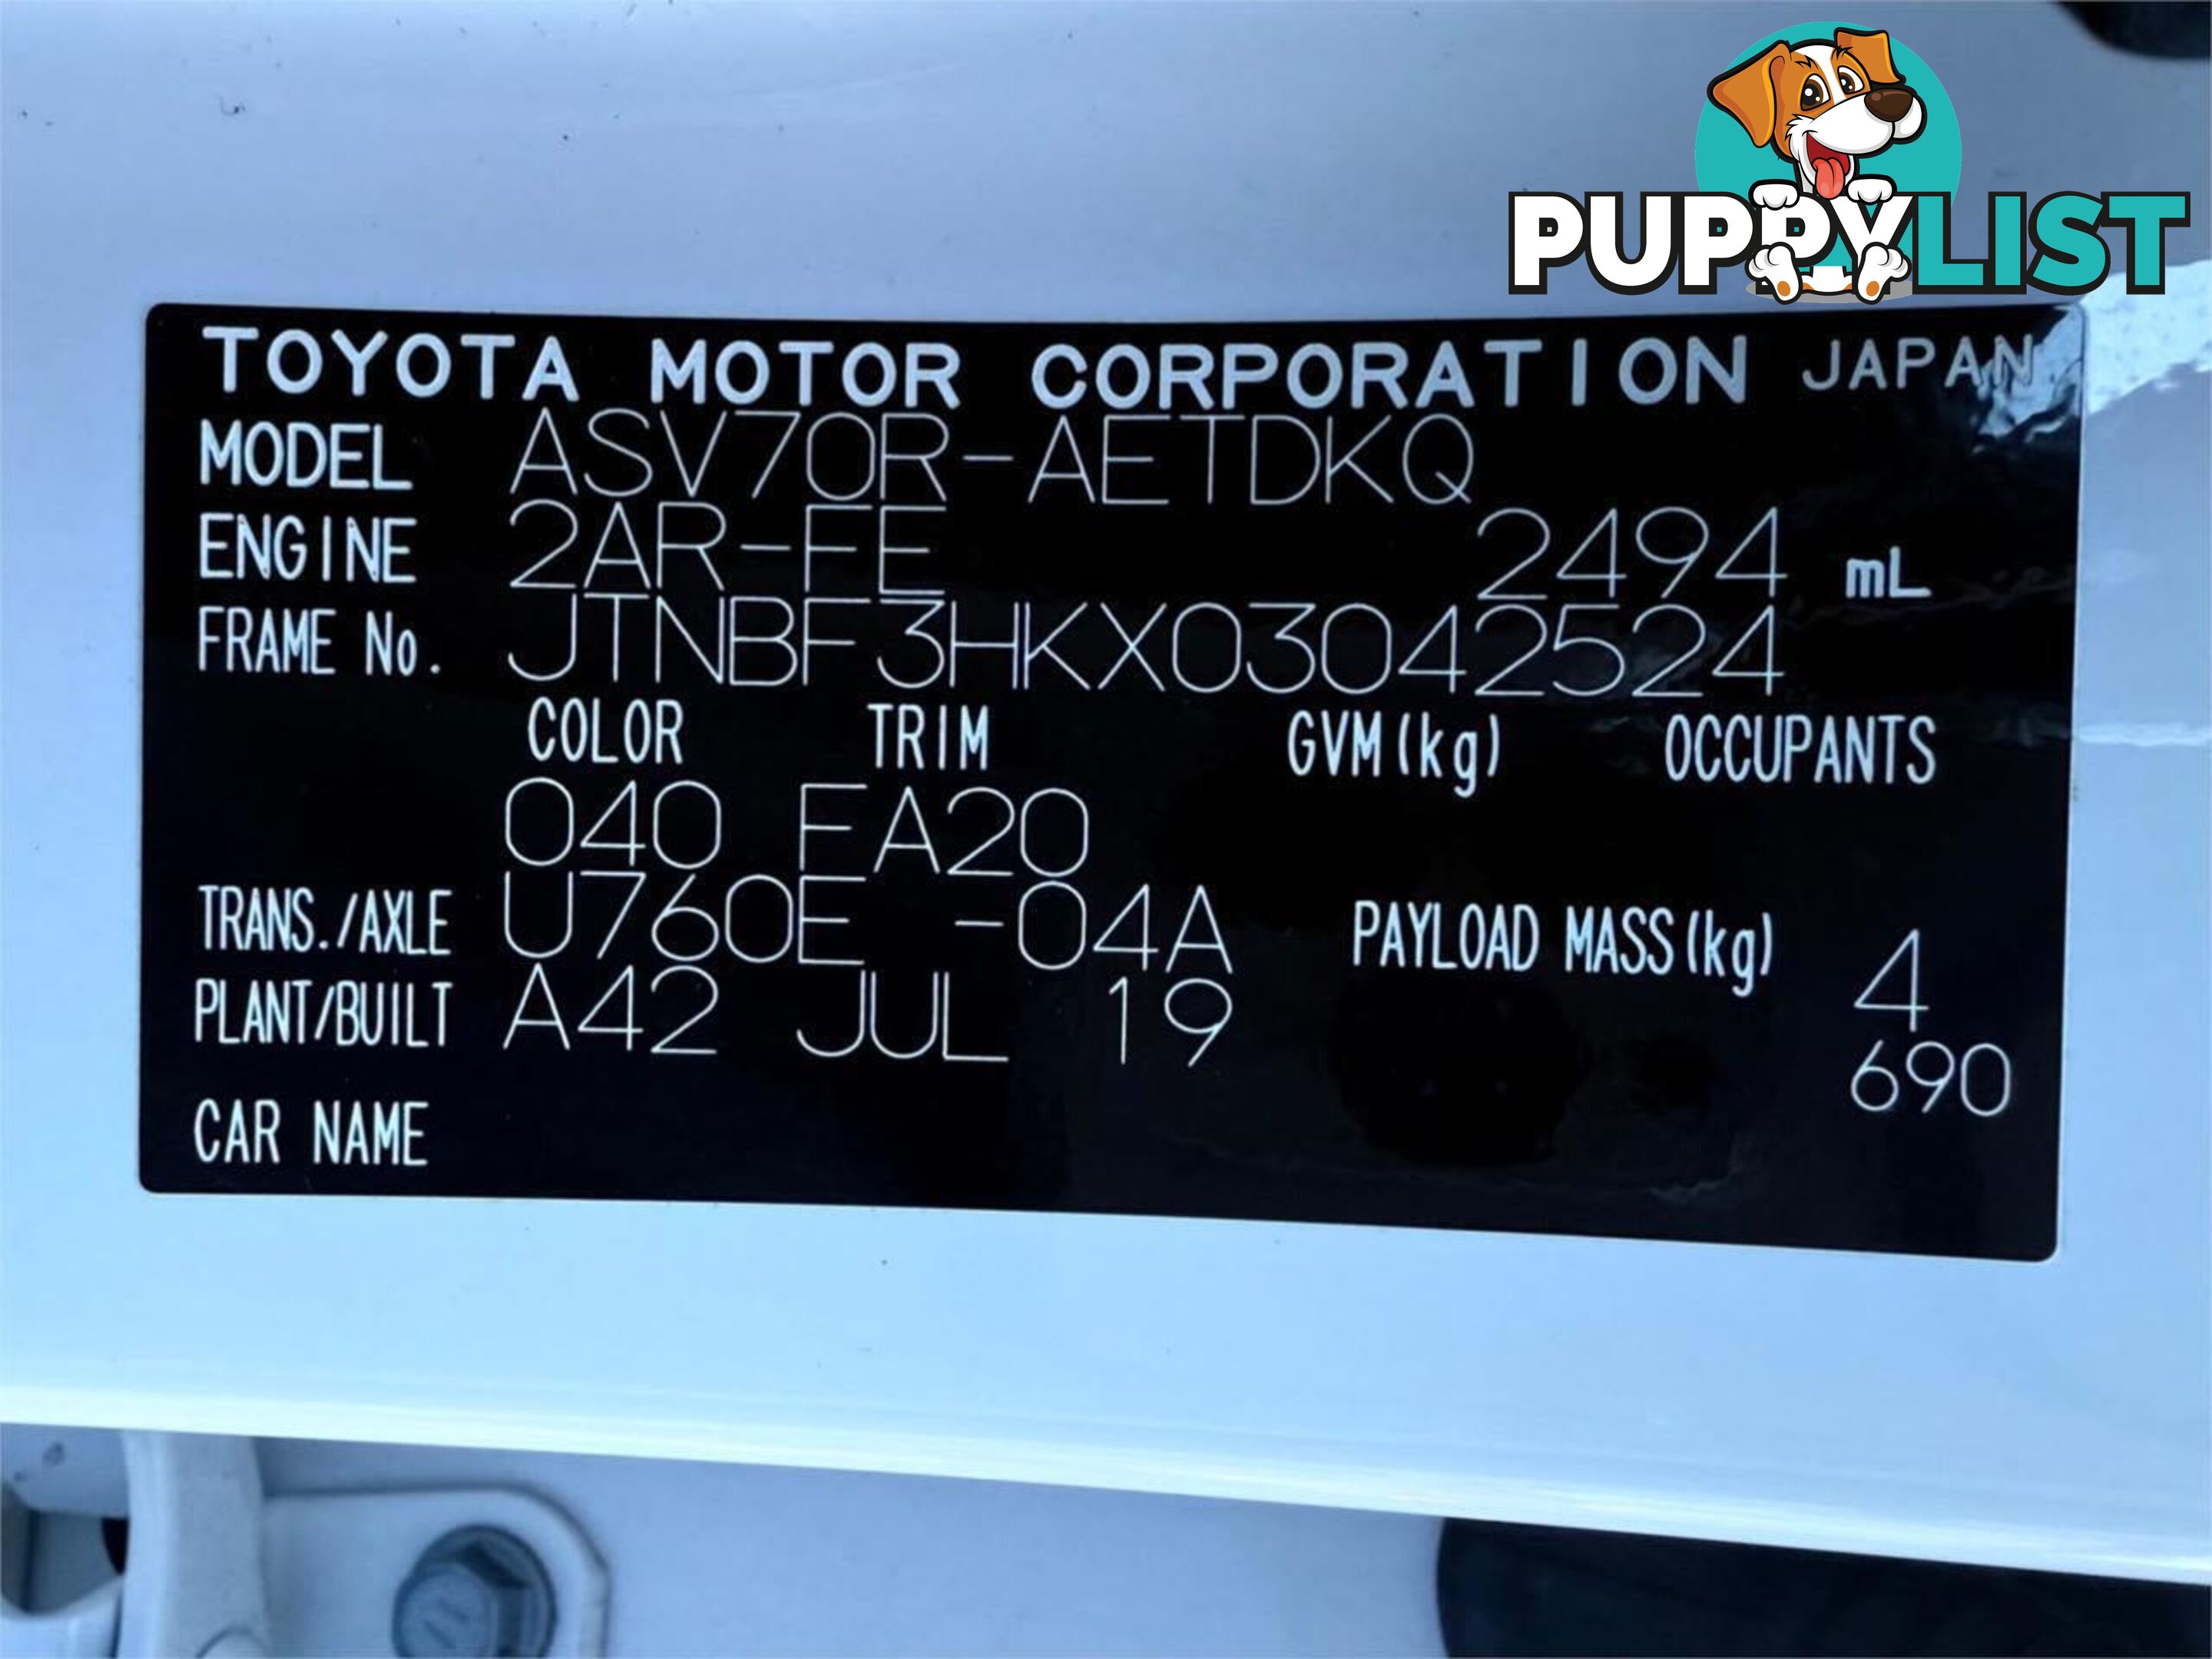 PUPPYLIST
TOYOTA MOTOR CORPORATION JAPAN
MODEL ASV70R-AETDKQ
ENGINE 2AR-FE 2494 mL
FRAME No. JTNBF3HKX03042524
COLOR TRIM GVM(kg) OCCUPANTS
040 FA20
TRANS./AXLE U760E -04A PAYLOAD MASS(kg) 4
PLANT/BUILT A42 JUL 19 690
CAR NAME